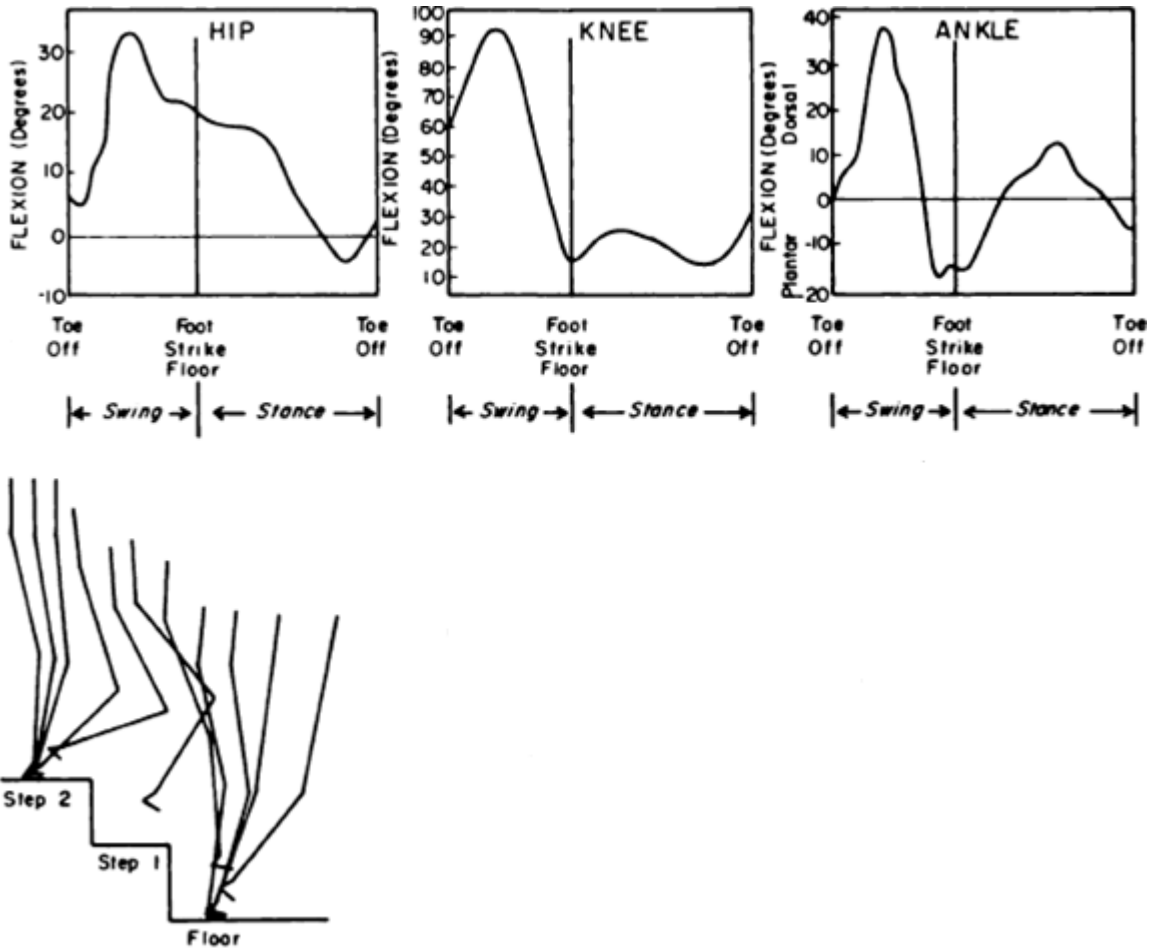 HIP
FLEXION (Degrees)
30
20
10
0
-10
Toe Off
Foot Strike Floor
Toe Off
Swing
Stance
KNEE
FLEXION (Degrees)
100
90
80
70
60
50
40
30
20
10
Toe Off
Foot Strike Floor
Toe Off
Swing
Stance
ANKLE
FLEXION (Degrees)
Plantar
Dorsal
40
30
20
10
0
-10
20
Toe Off
Foot Strike Floor
Toe Off
Swing
Stance
Step 2
Step 1
Floor